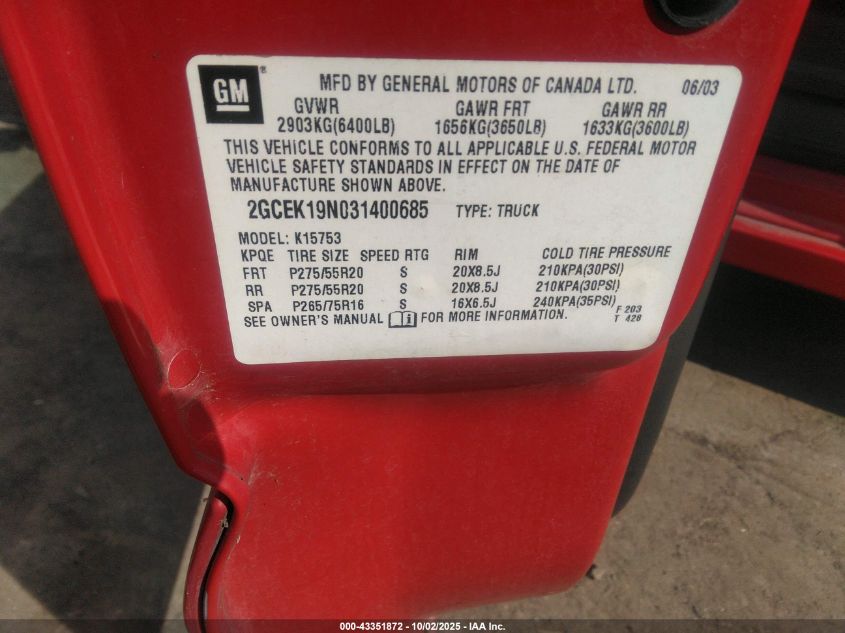 GM®
MFD BY GENERAL MOTORS OF CANADA LTD. 06/03
GVWR GAWR FRT GAWR RR
2903KG(6400LB) 1656KG(3650LB) 1633KG(3600LB)
THIS VEHICLE CONFORMS TO ALL APPLICABLE U.S. FEDERAL MOTOR
VEHICLE SAFETY STANDARDS IN EFFECT ON THE DATE OF
MANUFACTURE SHOWN ABOVE.
2GCEK19N031400685 TYPE: TRUCK
MODEL: K15753
KPQE TIRE SIZE SPEED RTG RIM COLD TIRE PRESSURE
FRT P275/55R20 S 20X8.5J 210KPA(30PSI)
RR P275/55R20 S 20X8.5J 210KPA(30PSI)
SPA P265/75R16 S 16X6.5J 240KPA(35PSI)
SEE OWNER'S MANUAL FOR MORE INFORMATION.
F 203
T 428
000-43351872 - 10/02/2025 - IAA Inc.